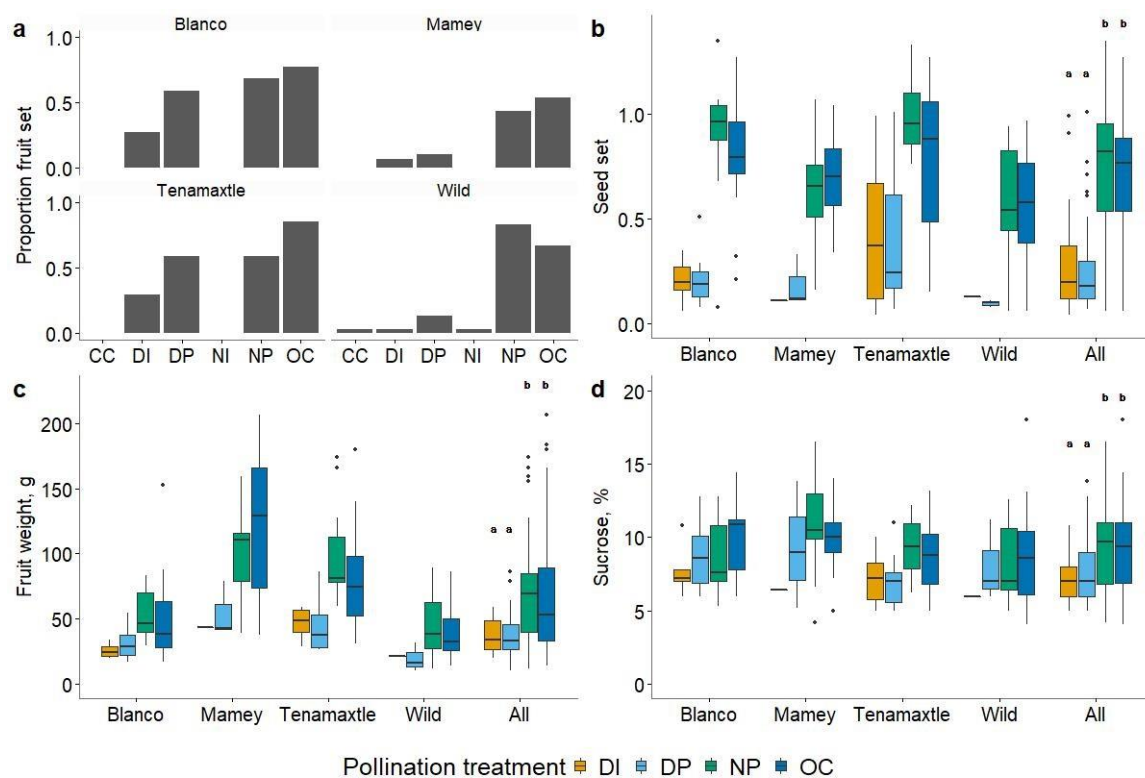 a
Blanco
Mamey
Proportion fruit set
1.0
0.5
0.0
Tenamaxtle
Wild
1.0
0.5
0.0
CC DI DP NI NP OC
CC DI DP NI NP OC
b
b b
a a
Seed set
1.0
0.5
0.0
Blanco Mamey Tenamaxtle Wild All
c
b b
a a
Fruit weight, g
200
150
100
50
0
Blanco Mamey Tenamaxtle Wild All
d
b b
a a
Sucrose, %
20
15
10
5
0
Blanco Mamey Tenamaxtle Wild All
Pollination treatment DI DP NP OC